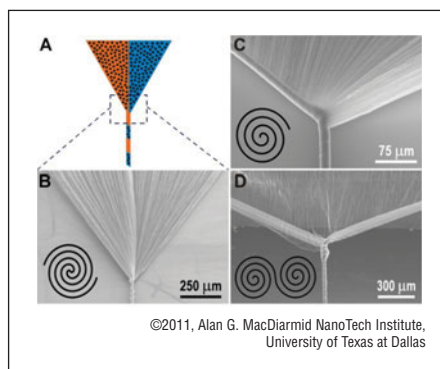 A
B
250 μm
C
75 μm
D
300 μm
©2011, Alan G. MacDiarmid NanoTech Institute,
University of Texas at Dallas